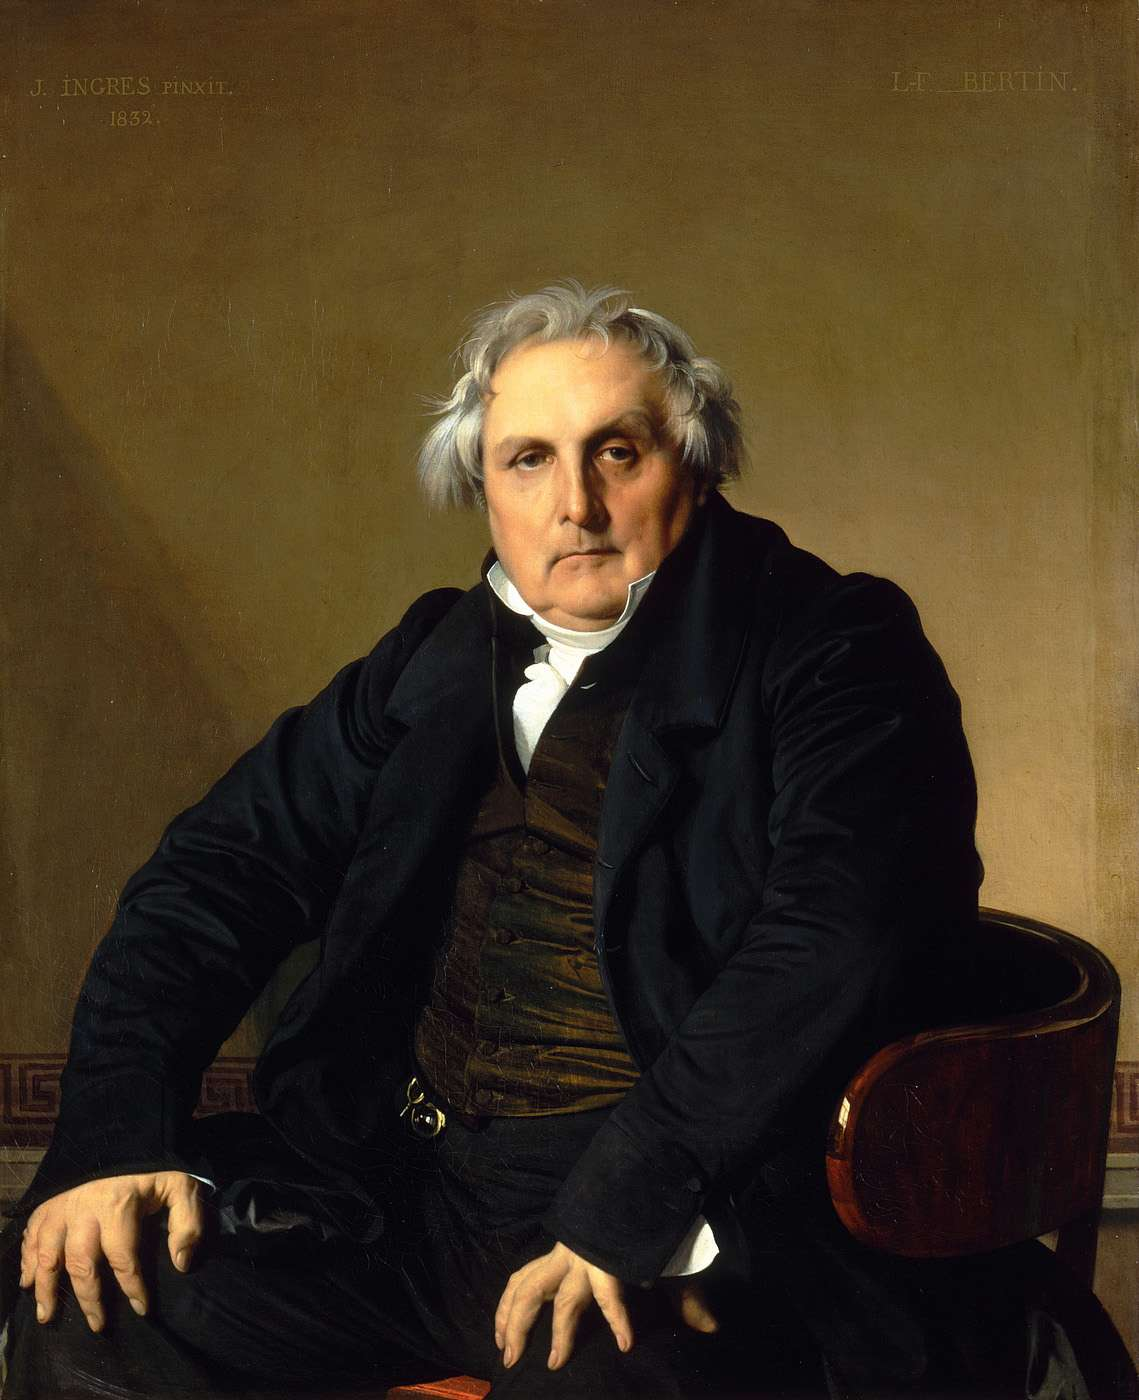 J. INGRES PINXIT.
1832.
L-F BERTIN.